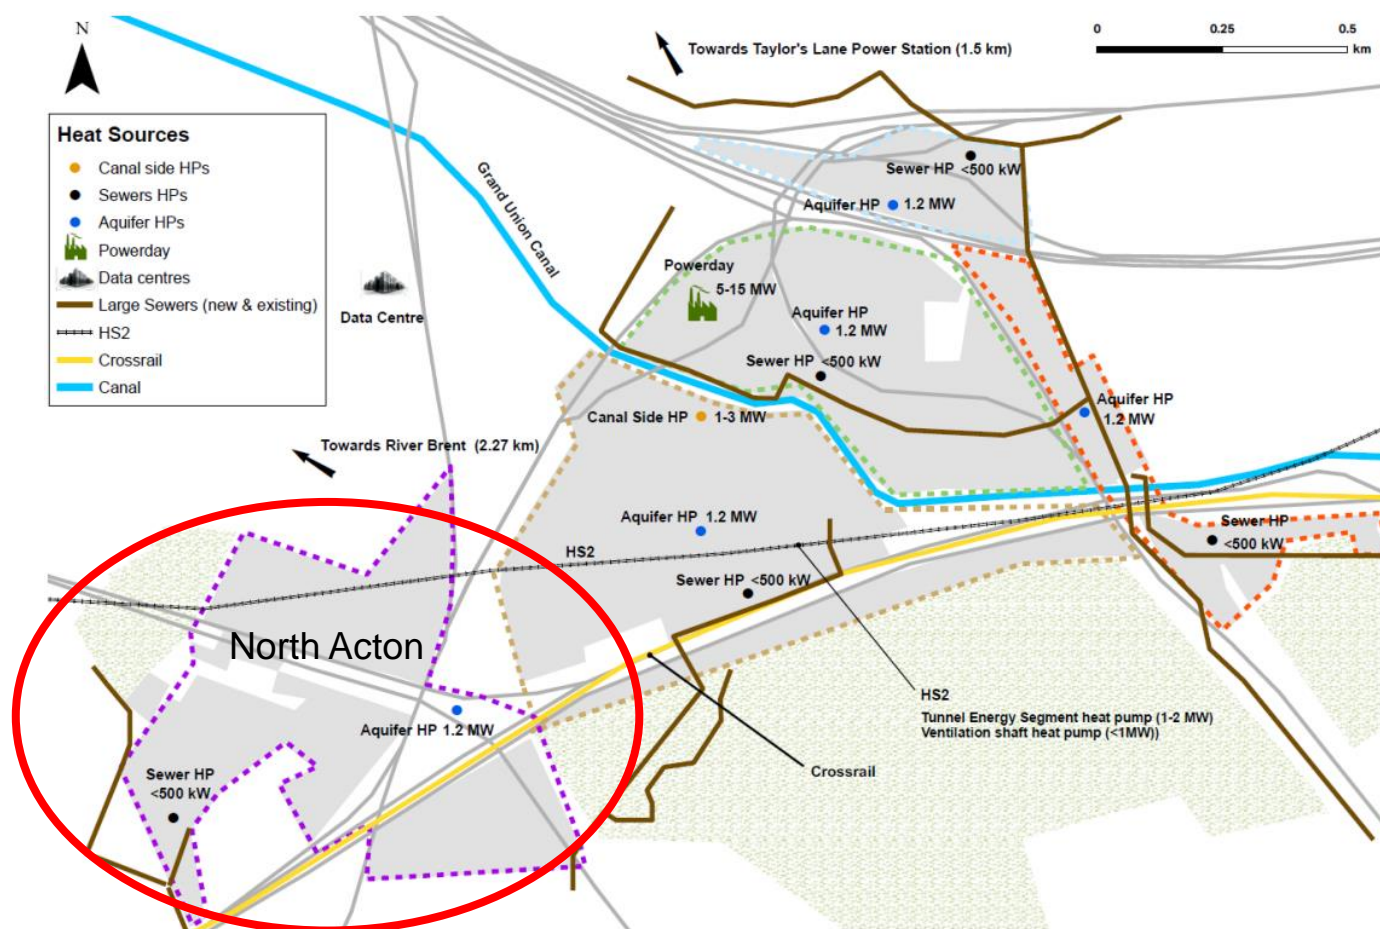 N
Towards Taylor's Lane Power Station (1.5 km)
0 0.25 0.5
km
Heat Sources
Canal side HPs
Sewers HPs
Aquifer HPs
Powerday
Data centres
Large Sewers (new & existing)
HS2
Crossrail
Canal
Grand Union Canal
Data Centre
Sewer HP <500 kW
Aquifer HP 1.2 MW
Powerday
5-15 MW
Aquifer HP
1.2 MW
Sewer HP <500 kW
Canal Side HP 1-3 MW
Aquifer HP
1.2 MW
Towards River Brent (2.27 km)
Aquifer HP 1.2 MW
Sewer HP
<500 kW
HS2
Sewer HP <500 kW
North Acton
HS2
Tunnel Energy Segment heat pump (1-2 MW)
Ventilation shaft heat pump (<1MW))
Aquifer HP 1.2 MW
Crossrail
Sewer HP
<500 kW